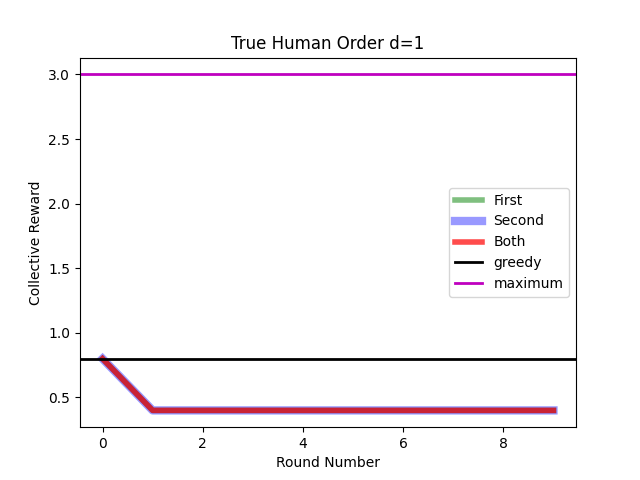 True Human Order d=1
3.0
2.5
2.0
1.5
1.0
0.5
Collective Reward
First
Second
Both
greedy
maximum
0 2 4 6 8
Round Number